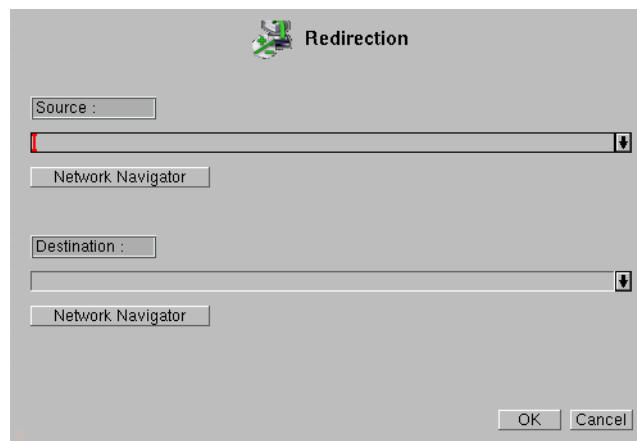 Redirection
Source :
Network Navigator
Destination :
Network Navigator
OK Cancel